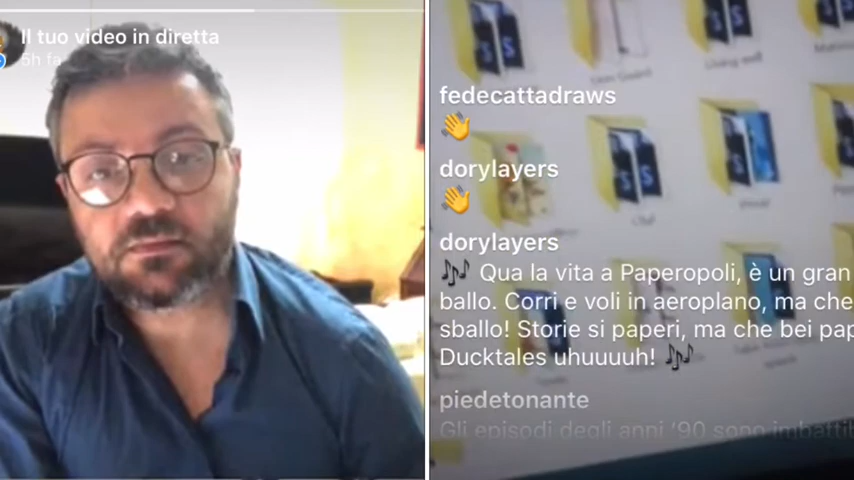 Il tuo video in diretta
5h fa
Living well
fedecattadraws
👋
dorylayers
👋
dorylayers
🎶 Qua la vita a Paperopoli, è un gran
ballo. Corri e voli in aeroplano, ma che
sballo! Storie si paperi, ma che bei pap
Ducktales uhuuuuh! 🎶
piedetonante
Gli episodi degli anni ‘90 sono imbattib